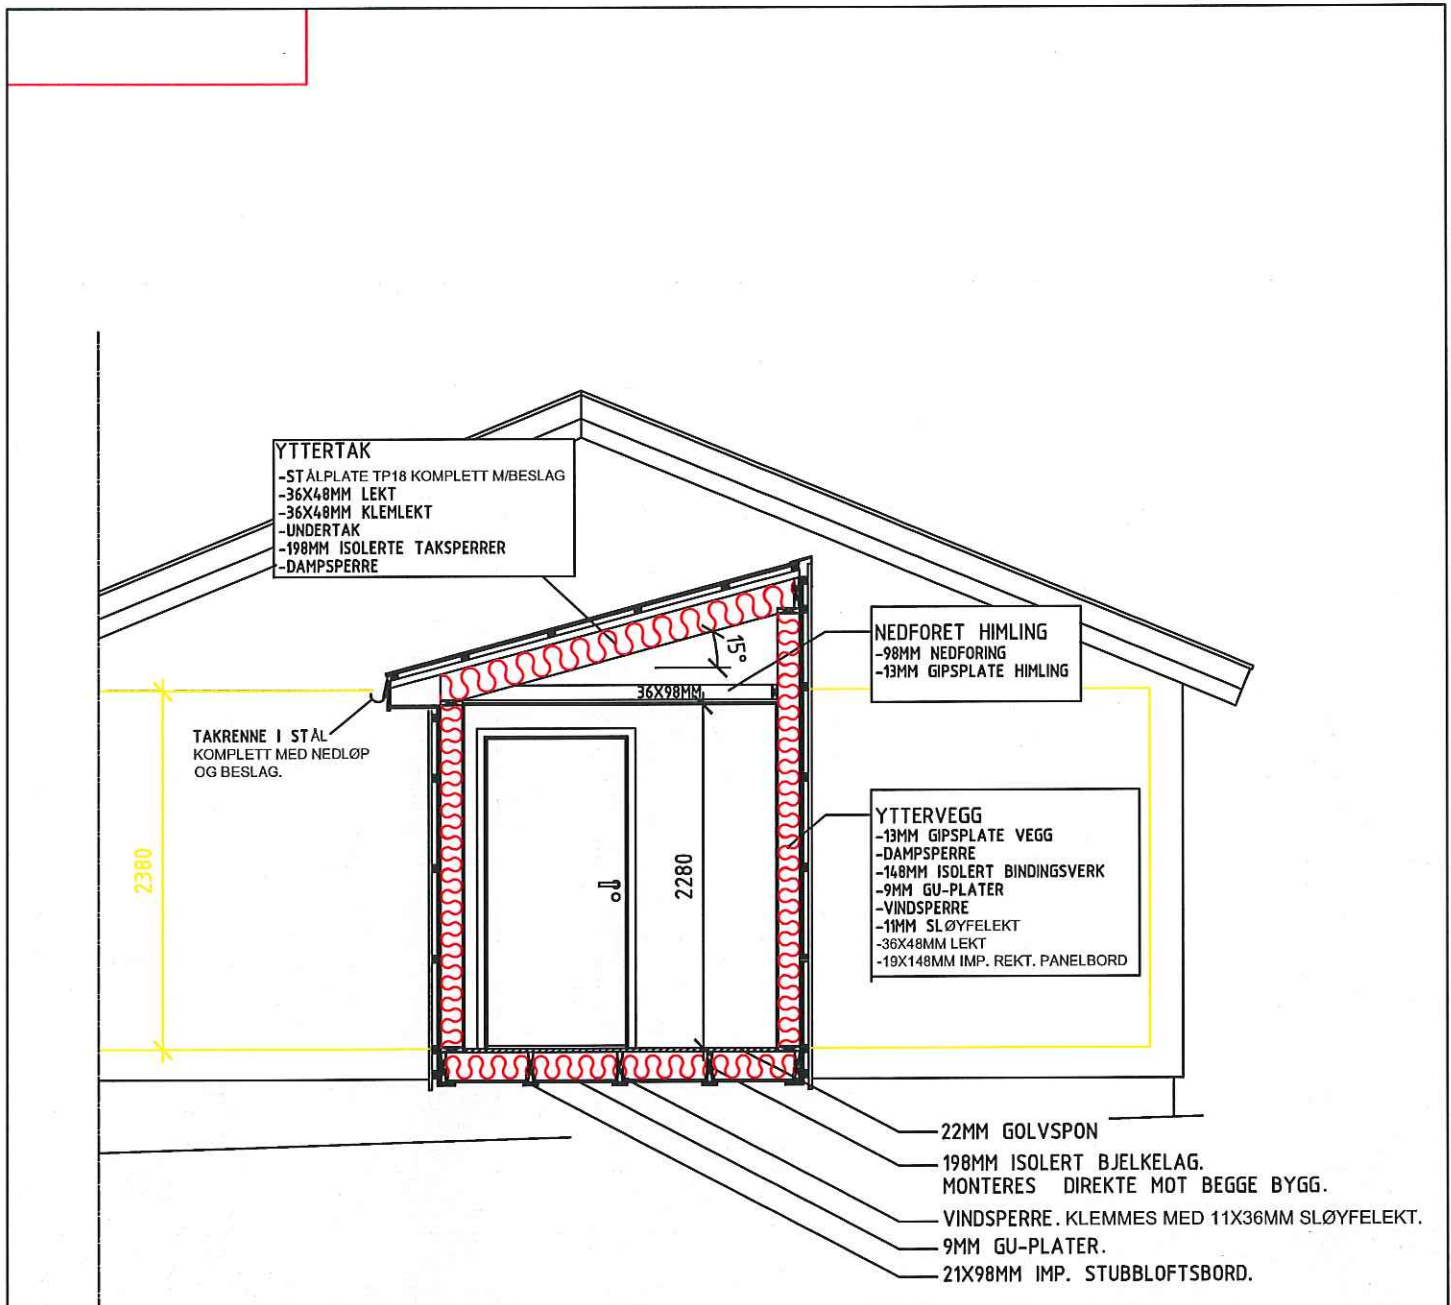 YTTERTAK
-STÅLPLATE TP18 KOMPLETT M/BESLAG
-36X48MM LEKT
-36X48MM KLEMLEKT
-UNDERTAK
-198MM ISOLERTE TAKSPERRER
-DAMPSPERRE
NEDFORET HIMLING
-98MM NEDFORING
-13MM GIPSPLATE HIMLING
15°
36X98MM
TAKRENNE I STÅL
KOMPLETT MED NEDLØP
OG BESLAG.
2380
2280
YTTERVEGG
-13MM GIPSPLATE VEGG
-DAMPSPERRE
-148MM ISOLERT BINDINGSVERK
-9MM GU-PLATER
-VINDSPERRE
-11MM SLØYFELEKT
-36X48MM LEKT
-19X148MM IMP. REKT. PANELBORD
22MM GOLVSPON
198MM ISOLERT BJELKELAG.
MONTERES DIREKTE MOT BEGGE BYGG.
VINDSPERRE. KLEMMES MED 11X36MM SLØYFELEKT.
9MM GU-PLATER.
21X98MM IMP. STUBBLOFTSBORD.